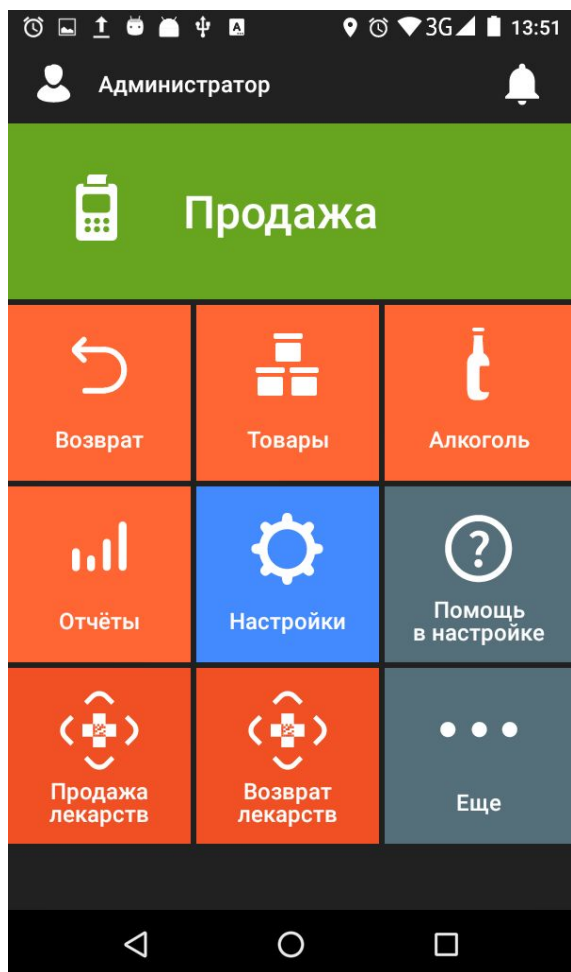 3G 13:51
Администратор
Продажа
Возврат
Товары
Алкоголь
Отчёты
Настройки
Помощь
в настройке
Продажа
лекарств
Возврат
лекарств
Еще